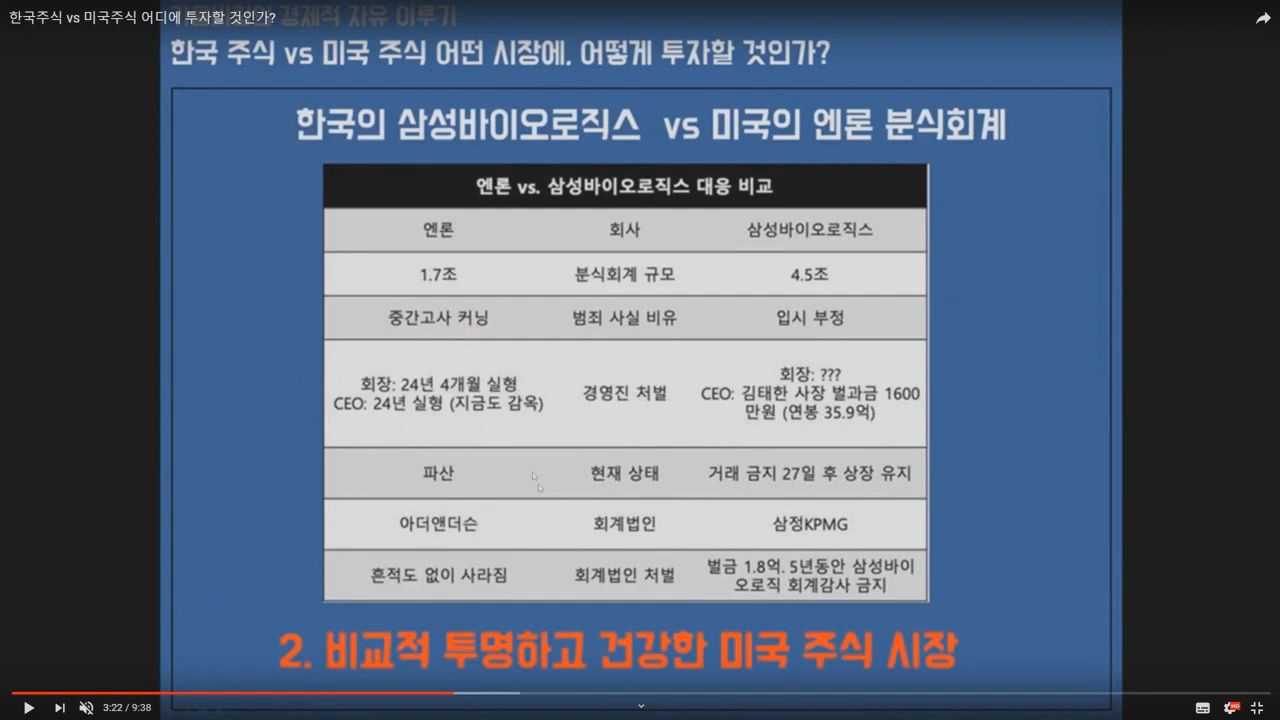 한국주식 vs 미국주식 어디에 투자할 것인가?
경제적 자유 이루기
한국 주식 vs 미국 주식 어떤 시장에, 어떻게 투자할 것인가?
한국의 삼성바이오로직스 vs 미국의 엔론 분식회계
엔론 vs. 삼성바이오로직스 대응 비교
엔론 회사 삼성바이오로직스
1.7조 분식회계 규모 4.5조
중간고사 커닝 범죄 사실 비유 입시 부정
회장: 24년 4개월 실형
CEO: 24년 실형 (지금도 감옥)
경영진 처벌
회장: ???
CEO: 김태한 사장 벌과금 1600
만원 (연봉 35.9억)
파산 현재 상태 거래 금지 27일 후 상장 유지
아더앤더슨 회계법인 삼정KPMG
흔적도 없이 사라짐 회계법인 처벌
벌금 1.8억. 5년동안 삼성바이
오로직 회계감사 금지
2. 비교적 투명하고 건강한 미국 주식 시장
3:22 / 9:38
HD